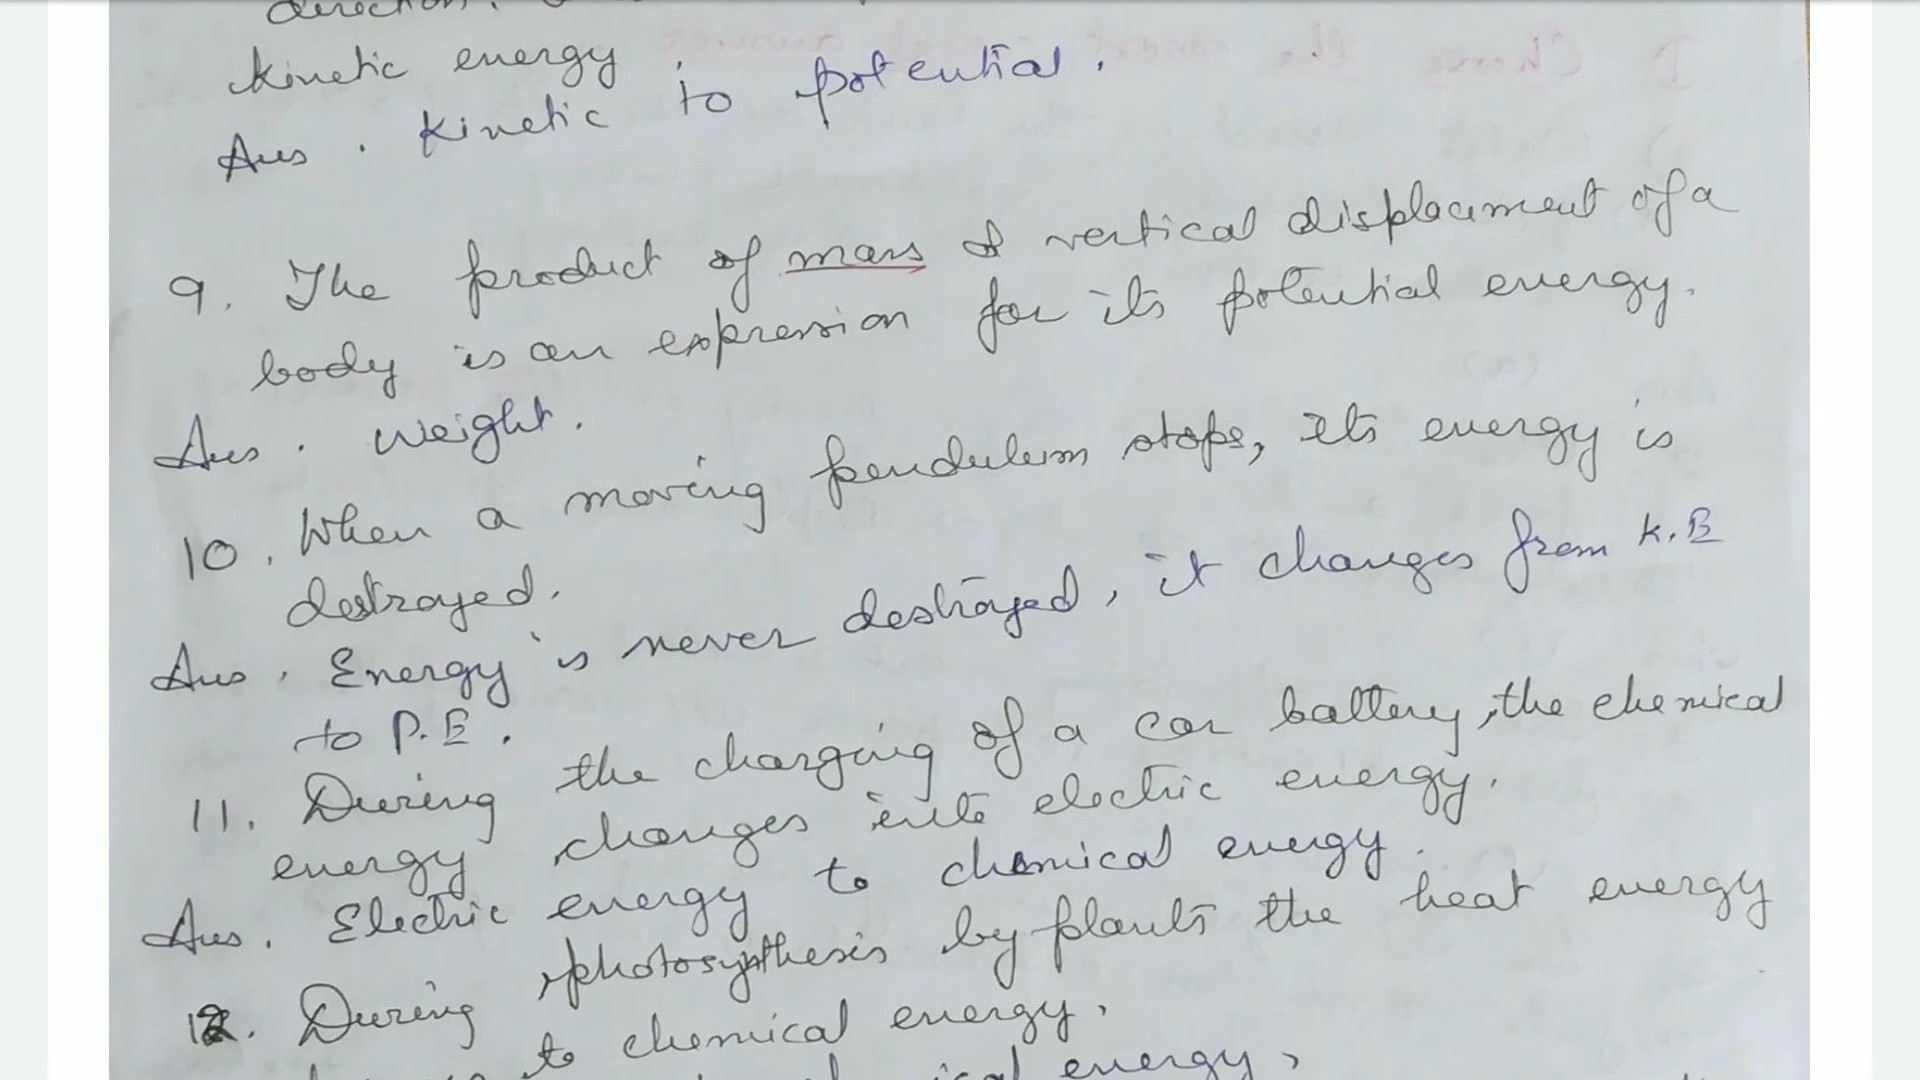 direction.
kinetic energy.
Ans. Kinetic to potential.
9. The product of mass & vertical displacement of a
body is an expression for its potential energy.
Ans. Weight.
10. When a moving pendulum stops, its energy is
destroyed.
Ans. Energy is never destroyed, it changes from K.E
to P.E.
11. During the charging of a car battery, the chemical
energy changes into electric energy.
Ans. Electric energy to chemical energy.
12. During photosynthesis by plants the heat energy
to chemical energy.
energy,